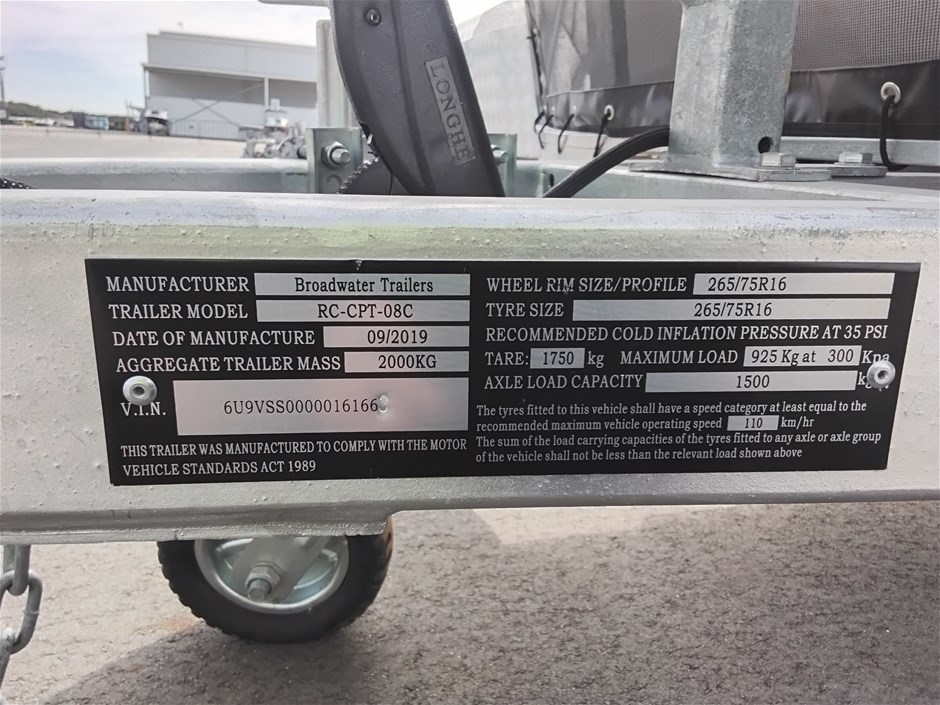 LONGHE
MANUFACTURER Broadwater Trailers
TRAILER MODEL RC-CPT-08C
DATE OF MANUFACTURE 09/2019
AGGREGATE TRAILER MASS 2000KG
V.I.N.
THIS TRAILER WAS MANUFACTURED TO COMPLY WITH THE MOTOR
VEHICLE STANDARDS ACT 1989
WHEEL RIM SIZE/PROFILE 265/75R16
TYRE SIZE 265/75R16
RECOMMENDED COLD INFLATION PRESSURE AT 35 PSI
TARE: 1750 kg MAXIMUM LOAD 925 Kg at 300 Kpa
AXLE LOAD CAPACITY 1500
The tyres fitted to this vehicle shall have a speed category at least equal to the
recommended maximum vehicle operating speed 110 km/hr
The sum of the load carrying capacities of the tyres fitted to any axle or axle group
of the vehicle shall not be less than the relevant load shown above